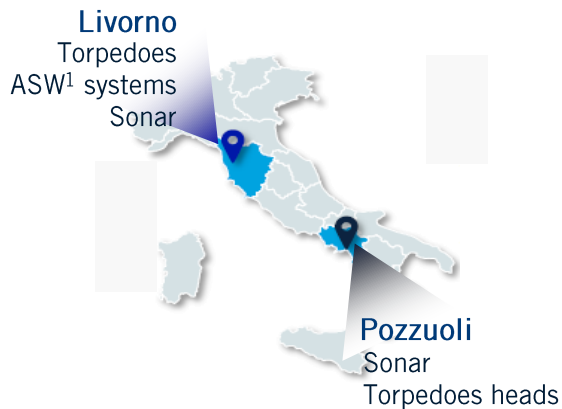 Livorno
Torpedoes
ASW¹ systems
Sonar
Pozzuoli
Sonar
Torpedoes heads